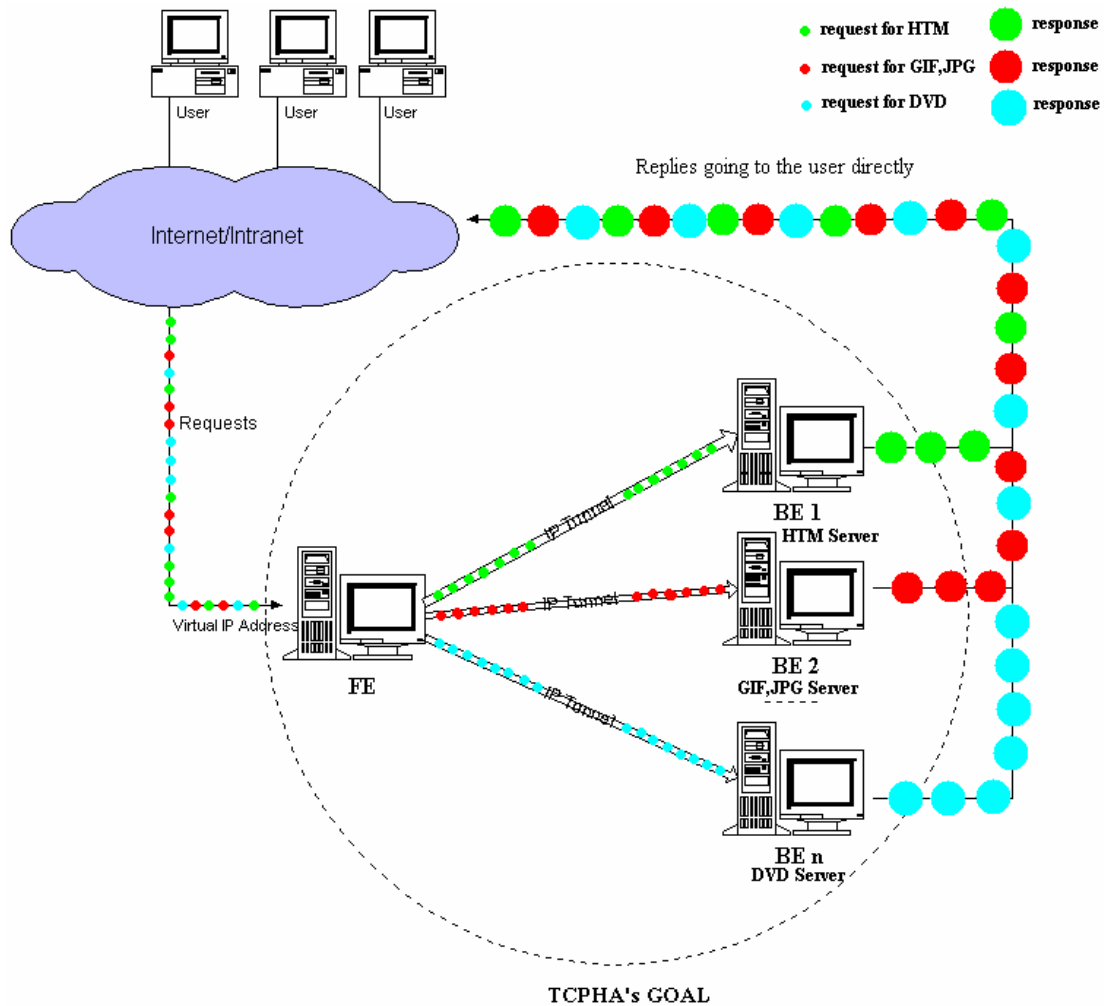 request for HTM
response
request for GIF,JPG
response
request for DVD
response
User
User
User
Replies going to the user directly
Internet/Intranet
Requests
IP Tunnel
BE 1
HTM Server
IP Tunnel
Virtual IP Address
FE
BE 2
GIF,JPG Server
IP Tunnel
BE n
DVD Server
TCPHA's GOAL